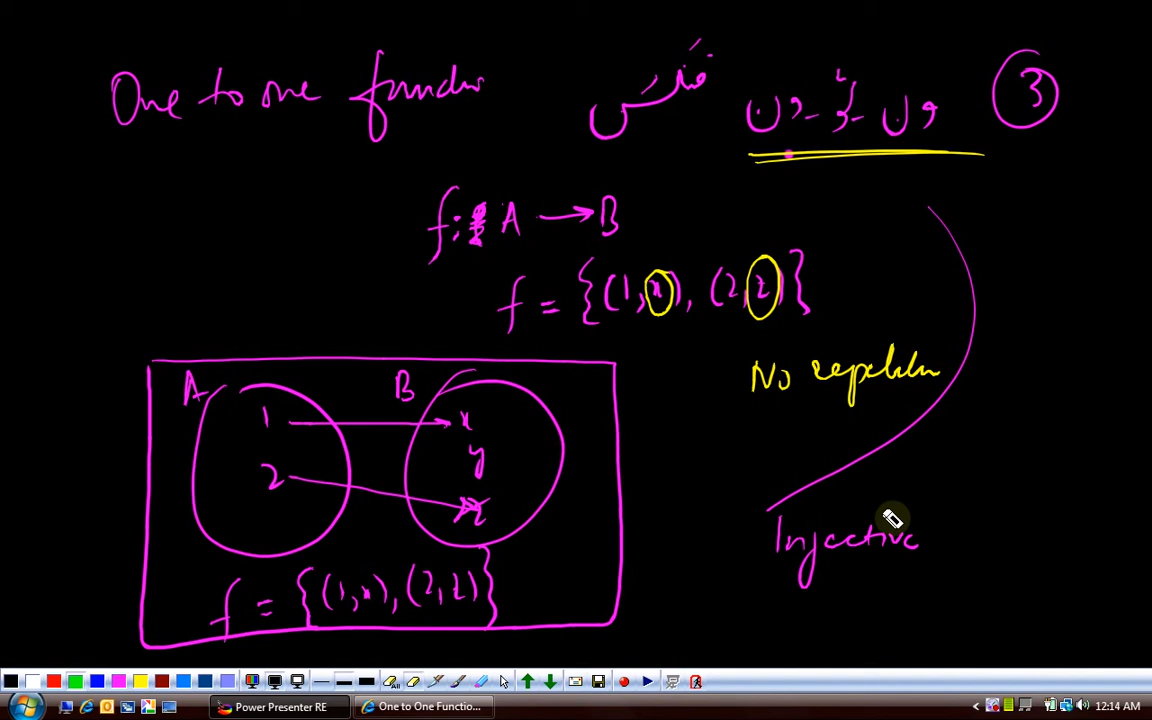 One to one function فنکشن ون ٹو ون 3
f: A → B
f = {(1,x), (2,z)}
No repetition
A B
1 x
y
2 z
Injective
f = {(1,x), (2,z)}
Power Presenter RE
One to One Functio...
12:14 AM